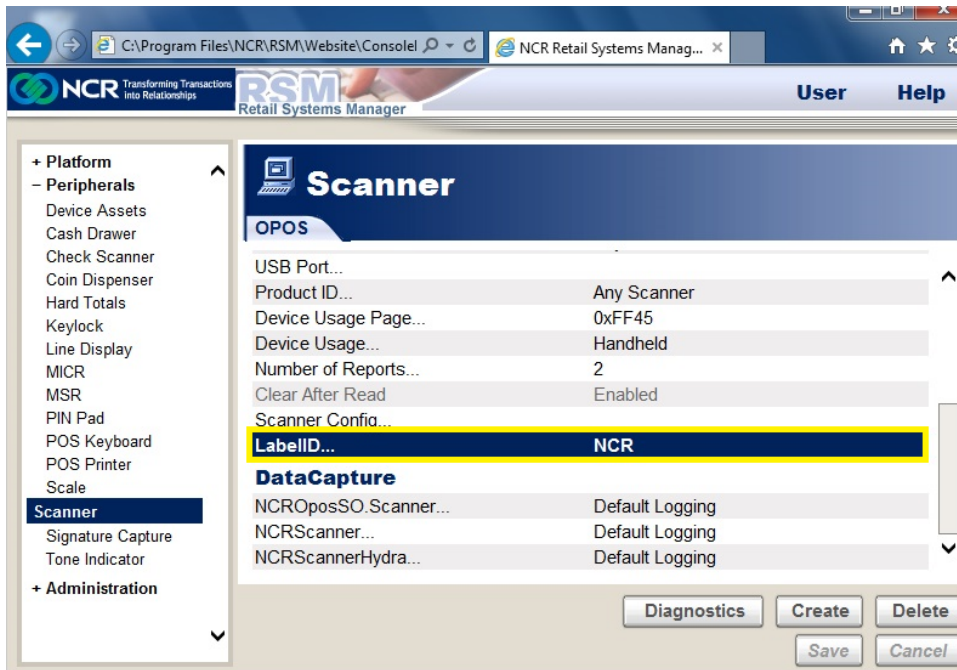 C:\Program Files\NCR\RSM\Website\Consolel
NCR Retail Systems Manag...
NCR Transforming Transactions into Relationships
RSM
Retail Systems Manager
User Help
+ Platform
− Peripherals
Device Assets
Cash Drawer
Check Scanner
Coin Dispenser
Hard Totals
Keylock
Line Display
MICR
MSR
PIN Pad
POS Keyboard
POS Printer
Scale
Scanner
Signature Capture
Tone Indicator
+ Administration
Scanner
OPOS
USB Port...
Product ID... Any Scanner
Device Usage Page... 0xFF45
Device Usage... Handheld
Number of Reports... 2
Clear After Read Enabled
Scanner Config...
LabelID... NCR
DataCapture
NCROposSO.Scanner... Default Logging
NCRScanner... Default Logging
NCRScannerHydra... Default Logging
Diagnostics Create Delete
Save Cancel